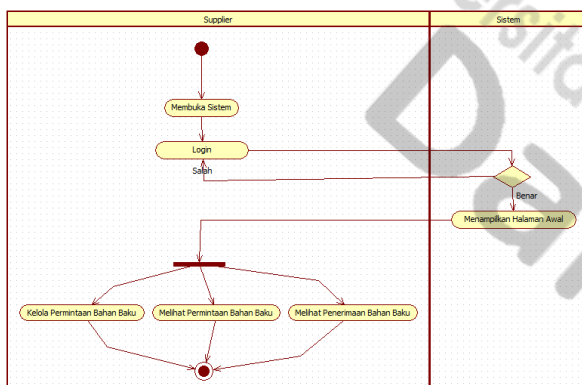 Supplier
Sistem
Membuka Sistem
Login
Salah
Benar
Menampilkan Halaman Awal
Kelola Permintaan Bahan Baku
Melihat Permintaan Bahan Baku
Melihat Penerimaan Bahan Baku